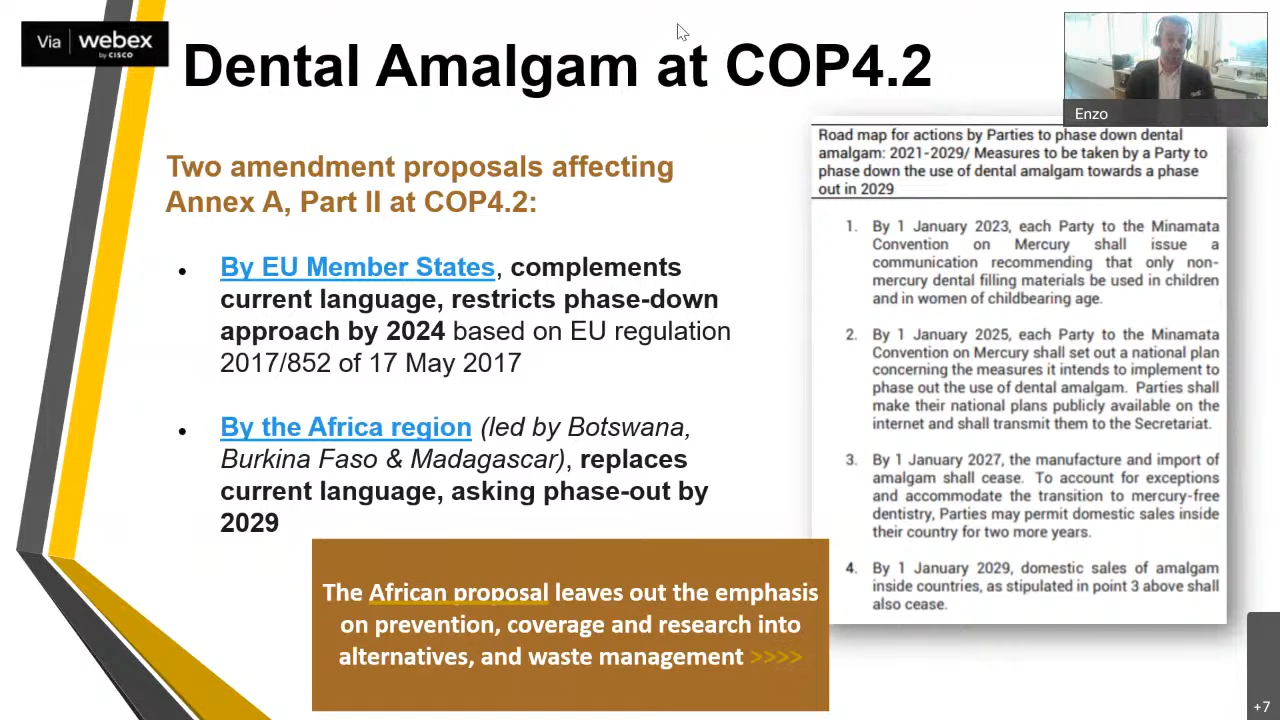 Via webex
by CISCO
Dental Amalgam at COP4.2
Enzo
Two amendment proposals affecting
Annex A, Part II at COP4.2:
• By EU Member States, complements
current language, restricts phase-down
approach by 2024 based on EU regulation
2017/852 of 17 May 2017
• By the Africa region (led by Botswana,
Burkina Faso & Madagascar), replaces
current language, asking phase-out by
2029
The African proposal leaves out the emphasis
on prevention, coverage and research into
alternatives, and waste management >>>>
Road map for actions by Parties to phase down dental
amalgam: 2021-2029/ Measures to be taken by a Party to
phase down the use of dental amalgam towards a phase
out in 2029
1. By 1 January 2023, each Party to the Minamata
Convention on Mercury shall issue a
communication recommending that only non-
mercury dental filling materials be used in children
and in women of childbearing age.
2. By 1 January 2025, each Party to the Minamata
Convention on Mercury shall set out a national plan
concerning the measures it intends to implement to
phase out the use of dental amalgam. Parties shall
make their national plans publicly available on the
internet and shall transmit them to the Secretariat.
3. By 1 January 2027, the manufacture and import of
amalgam shall cease. To account for exceptions
and accommodate the transition to mercury-free
dentistry, Parties may permit domestic sales inside
their country for two more years.
4. By 1 January 2029, domestic sales of amalgam
inside countries, as stipulated in point 3 above shall
also cease.
+7